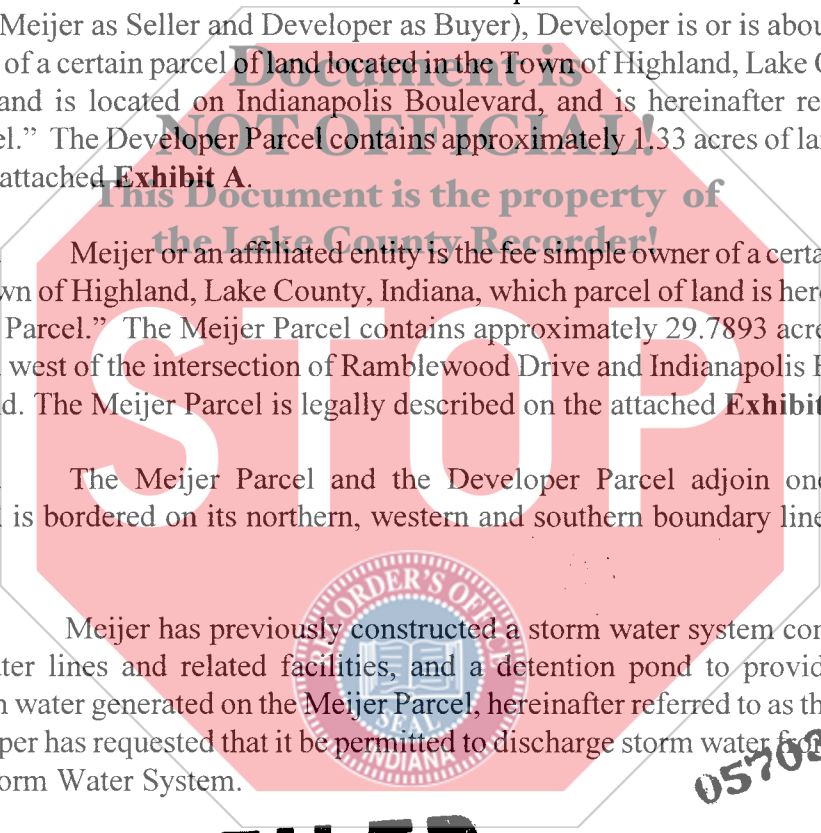 Meijer as Seller and Developer as Buyer), Developer is or is abou
of a certain parcel of land located in the Town of Highland, Lake C
and is located on Indianapolis Boulevard, and is hereinafter re
el.” The Developer Parcel contains approximately 1.33 acres of la
attached Exhibit A.
Document is
NOT OFFICIAL!
This Document is the property of
the Lake County Recorder!
Meijer or an affiliated entity is the fee simple owner of a certa
wn of Highland, Lake County, Indiana, which parcel of land is her
Parcel.” The Meijer Parcel contains approximately 29.7893 acre
west of the intersection of Ramblewood Drive and Indianapolis
d. The Meijer Parcel is legally described on the attached Exhibit
STOP
The Meijer Parcel and the Developer Parcel adjoin one
is bordered on its northern, western and southern boundary line
Meijer has previously constructed a storm water system con
ter lines and related facilities, and a detention pond to provid
water generated on the Meijer Parcel, hereinafter referred to as th
per has requested that it be permitted to discharge storm water from
orm Water System.
RECORDER'S OFFICE
SEAL
INDIANA
05702